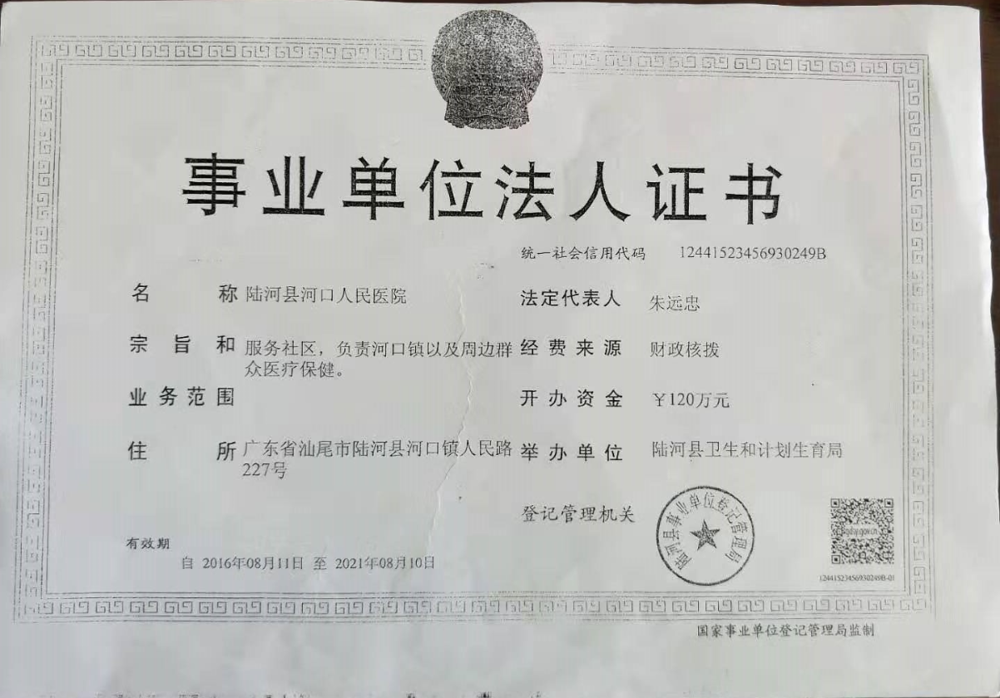 事业单位法人证书
统一社会信用代码 12441523456930249B
名称 陆河县河口人民医院
法定代表人 朱远忠
宗旨和 服务社区，负责河口镇以及周边群
众医疗保健。
业务范围
经费来源 财政核拨
开办资金 ￥120万元
住所 广东省汕尾市陆河县河口镇人民路
227号
举办单位 陆河县卫生和计划生育局
登记管理机关
陆河县事业单位登记管理局
有效期
自 2016年08月11日 至 2021年08月10日
gdsy.gov.cn
12441523456930249B-01
国家事业单位登记管理局监制